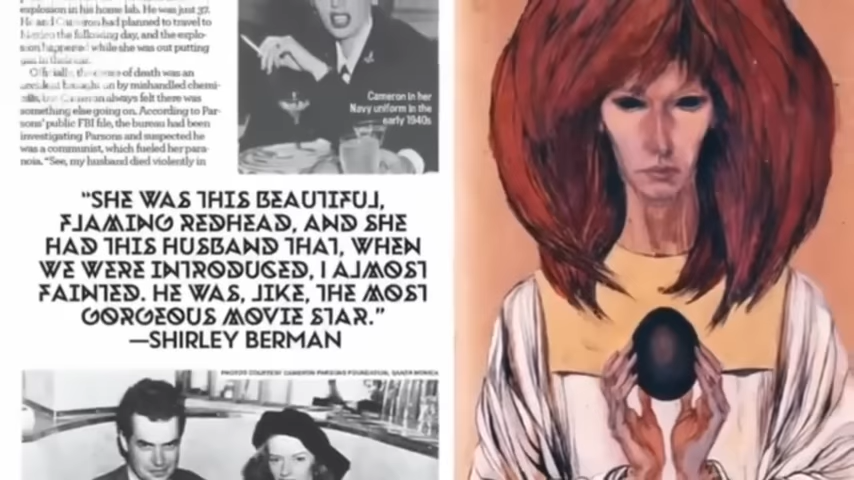 explosion in his home lab. He was just 37.
He and Cameron had planned to travel to
Mexico the following day, and the explo-
sion happened while she was out putting
gas in their car.
Officially, the cause of death was an
accident brought on by mishandled chemi-
cals, but Cameron always felt there was
something else going on. According to Par-
sons' public FBI file, the bureau had been
investigating Parsons and suspected he
was a communist, which fueled her para-
noia. “See, my husband died violently in
Cameron in her
Navy uniform in the
early 1940s
“SHE WAS THIS BEAUTIFUL,
FLAMING REDHEAD, AND SHE
HAD THIS HUSBAND THAT, WHEN
WE WERE INTRODUCED, I ALMOST
FAINTED. HE WAS, LIKE, THE MOST
GORGEOUS MOVIE STAR.”
—SHIRLEY BERMAN
PHOTO COURTESY CAMERON PARSONS FOUNDATION, SANTA MONICA